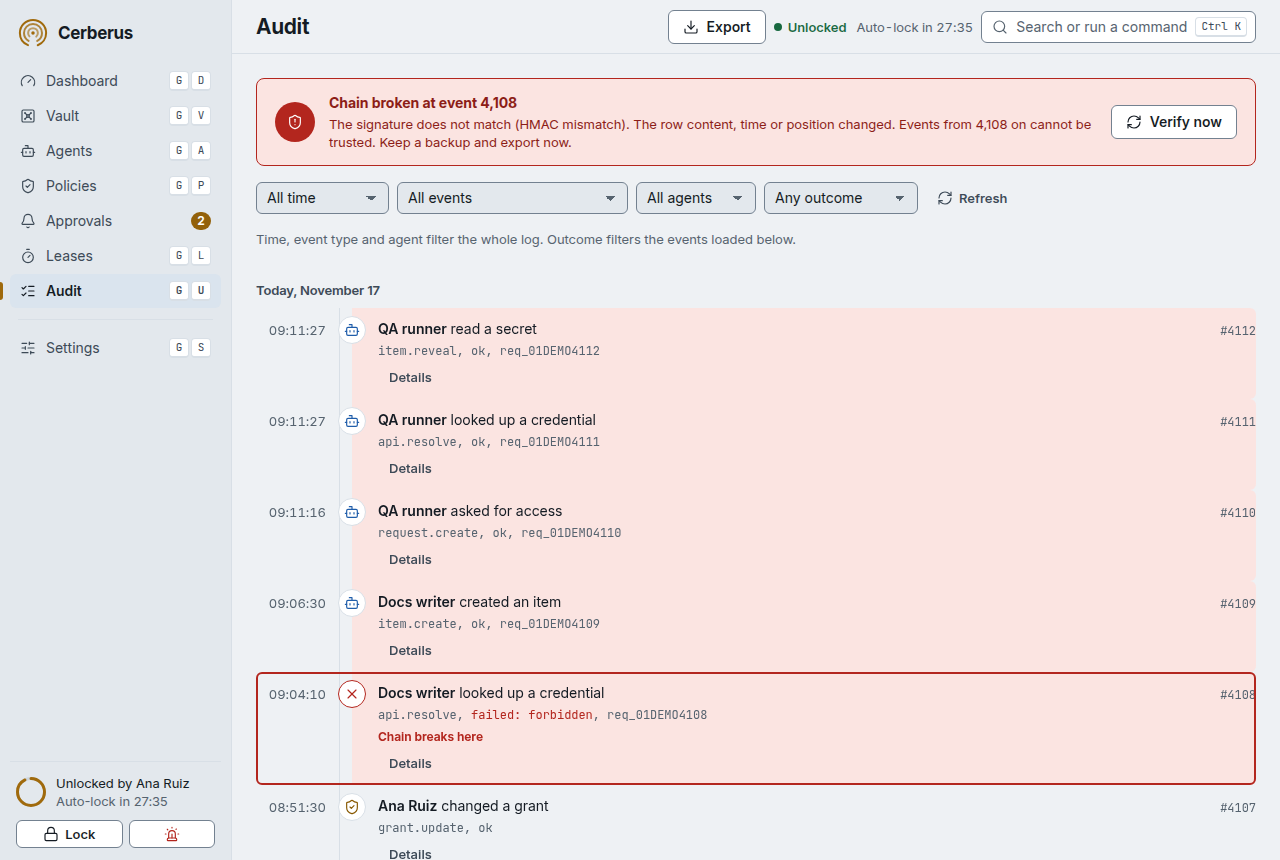 Cerberus
Dashboard G D
Vault G V
Agents G A
Policies G P
Approvals 2
Leases G L
Audit G U
Settings G S
Unlocked by Ana Ruiz
Auto-lock in 27:35
Lock
Audit
Export
Unlocked Auto-lock in 27:35
Search or run a command Ctrl K
Chain broken at event 4,108
The signature does not match (HMAC mismatch). The row content, time or position changed. Events from 4,108 on cannot be
trusted. Keep a backup and export now.
Verify now
All time All events All agents Any outcome Refresh
Time, event type and agent filter the whole log. Outcome filters the events loaded below.
Today, November 17
09:11:27 QA runner read a secret #4112
item.reveal, ok, req_01DEMO4112
Details
09:11:27 QA runner looked up a credential #4111
api.resolve, ok, req_01DEMO4111
Details
09:11:16 QA runner asked for access #4110
request.create, ok, req_01DEMO4110
Details
09:06:30 Docs writer created an item #4109
item.create, ok, req_01DEMO4109
Details
09:04:10 Docs writer looked up a credential #4108
api.resolve, failed: forbidden, req_01DEMO4108
Chain breaks here
Details
08:51:30 Ana Ruiz changed a grant #4107
grant.update, ok
Details